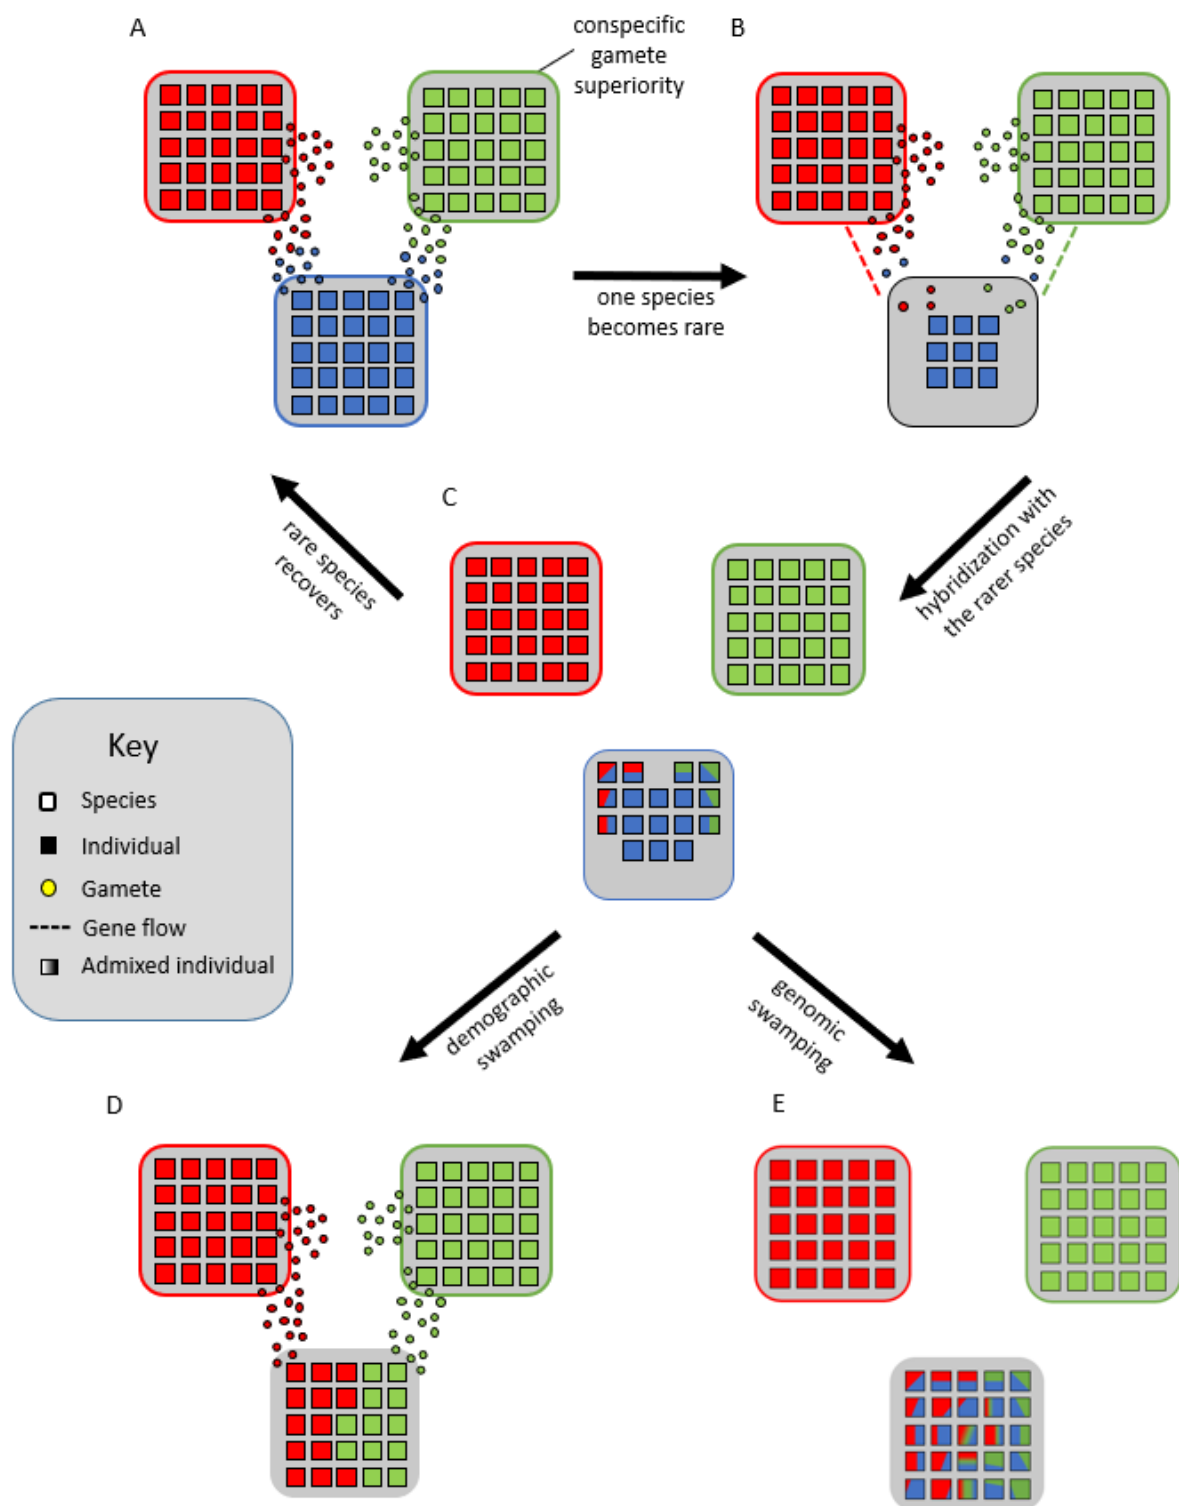 A
conspecific
gamete
superiority
B
one species
becomes rare
rare species
recovers
C
hybridization with
the rarer species
Key
Species
Individual
Gamete
Gene flow
Admixed individual
demographic
swamping
genomic
swamping
D
E